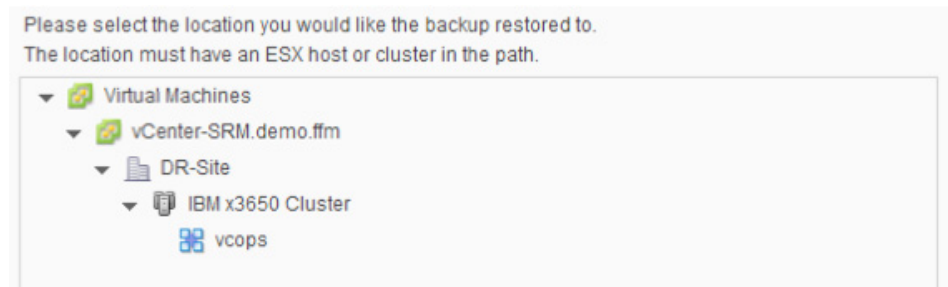 Please select the location you would like the backup restored to.
The location must have an ESX host or cluster in the path.
Virtual Machines
vCenter-SRM.demo.ffm
DR-Site
IBM x3650 Cluster
vcops